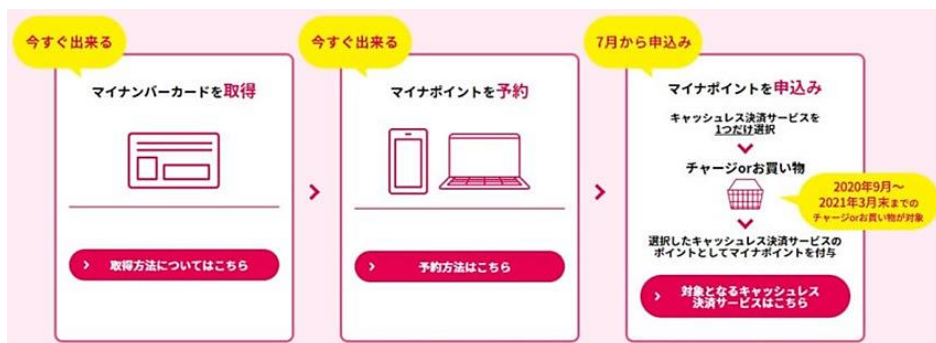 今すぐ出来る
マイナンバーカードを取得
取得方法についてはこちら
今すぐ出来る
マイナポイントを予約
予約方法はこちら
7月から申込み
マイナポイントを申込み
キャッシュレス決済サービスを
1つだけ選択
チャージorお買い物
2020年9月〜
2021年3月末までの
チャージorお買い物が対象
選択したキャッシュレス決済サービスの
ポイントとしてマイナポイントを付与
対象となるキャッシュレス
決済サービスはこちら